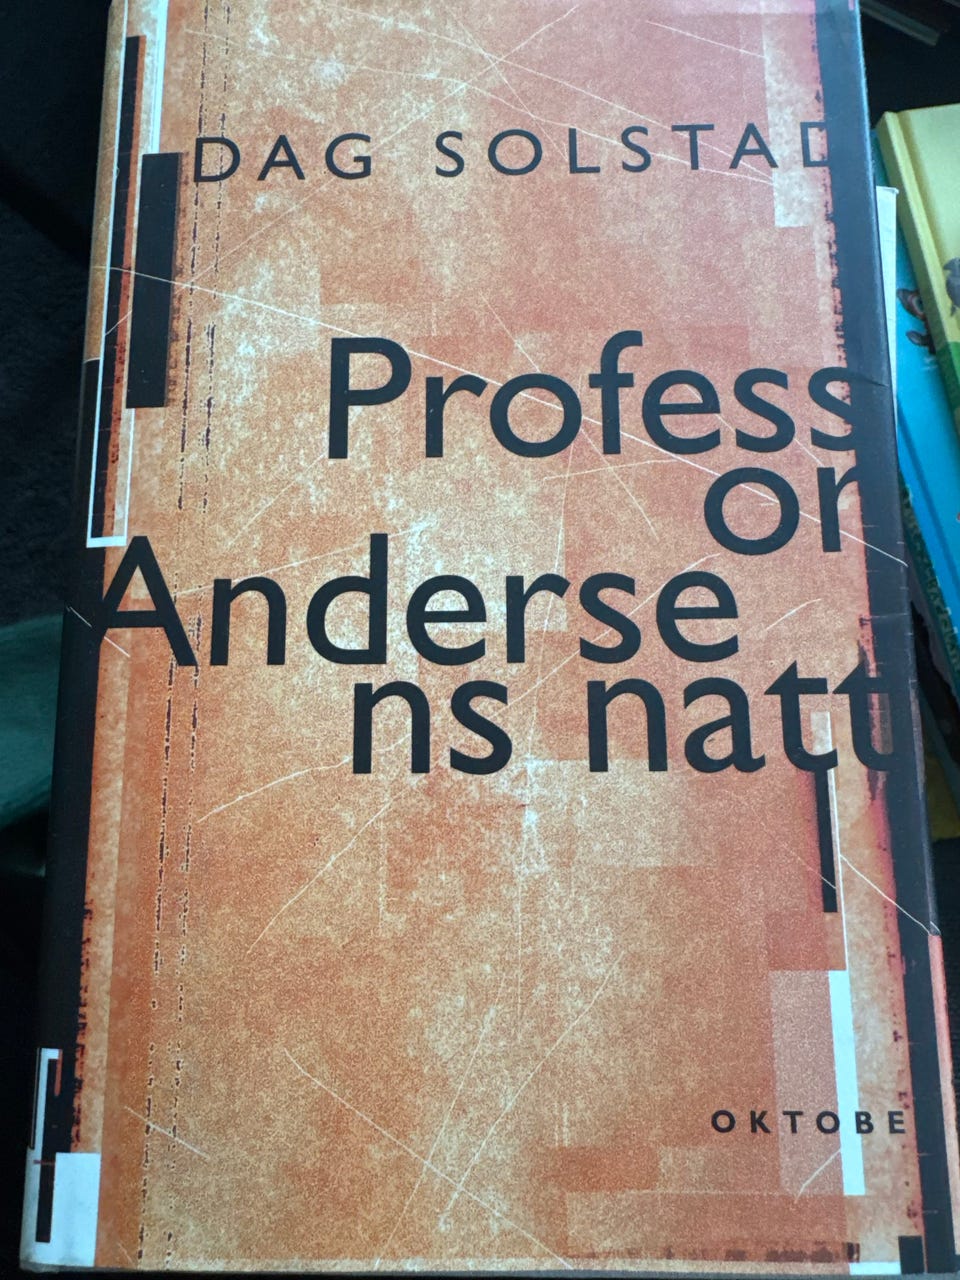 DAG SOLSTAD
Profess
or
Anderse
ns natt
OKTOBE